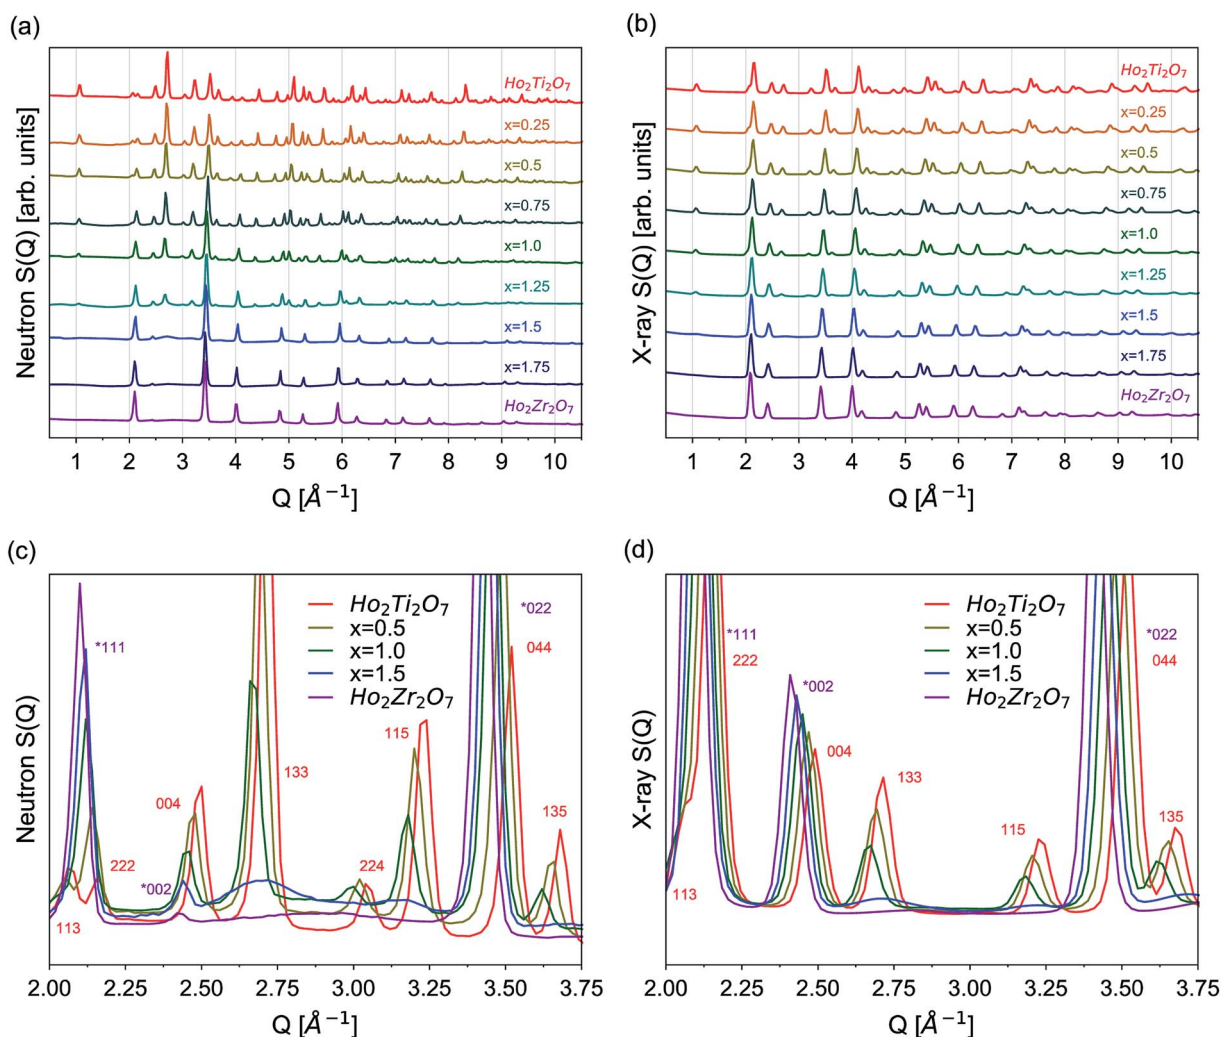 (a)
Neutron S(Q) [arb. units]
Ho₂Ti₂O₇
x=0.25
x=0.5
x=0.75
x=1.0
x=1.25
x=1.5
x=1.75
Ho₂Zr₂O₇
1 2 3 4 5 6 7 8 9 10
Q [Å⁻¹]
(b)
X-ray S(Q) [arb. units]
Ho₂Ti₂O₇
x=0.25
x=0.5
x=0.75
x=1.0
x=1.25
x=1.5
x=1.75
Ho₂Zr₂O₇
1 2 3 4 5 6 7 8 9 10
Q [Å⁻¹]
(c)
Neutron S(Q)
Ho₂Ti₂O₇
x=0.5
x=1.0
x=1.5
Ho₂Zr₂O₇
*022
*111
044
115
133
004
135
222
224
*002
113
2.00 2.25 2.50 2.75 3.00 3.25 3.50 3.75
Q [Å⁻¹]
(d)
X-ray S(Q)
Ho₂Ti₂O₇
x=0.5
x=1.0
x=1.5
Ho₂Zr₂O₇
*111
222
*022
044
*002
004
133
115
135
113
2.00 2.25 2.50 2.75 3.00 3.25 3.50 3.75
Q [Å⁻¹]